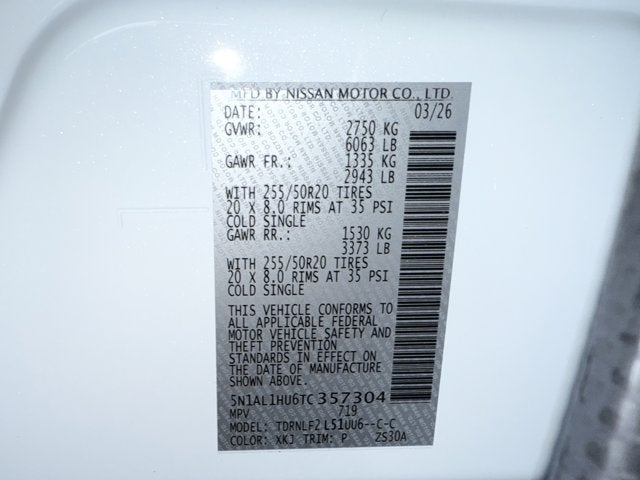 MFD BY NISSAN MOTOR CO., LTD.
DATE: 03/26
GVWR: 2750 KG
6063 LB
GAWR FR.: 1335 KG
2943 LB
WITH 255/50R20 TIRES
20 X 8.0 RIMS AT 35 PSI
COLD SINGLE
GAWR RR.: 1530 KG
3373 LB
WITH 255/50R20 TIRES
20 X 8.0 RIMS AT 35 PSI
COLD SINGLE
THIS VEHICLE CONFORMS TO
ALL APPLICABLE FEDERAL
MOTOR VEHICLE SAFETY AND
THEFT PREVENTION
STANDARDS IN EFFECT ON
THE DATE OF MANUFACTURE
SHOWN ABOVE.
5N1AL1HU6TC357304
MPV 719
MODEL: TDRNLF2 L51UU6--C-C
COLOR: XKJ TRIM: P ZS30A